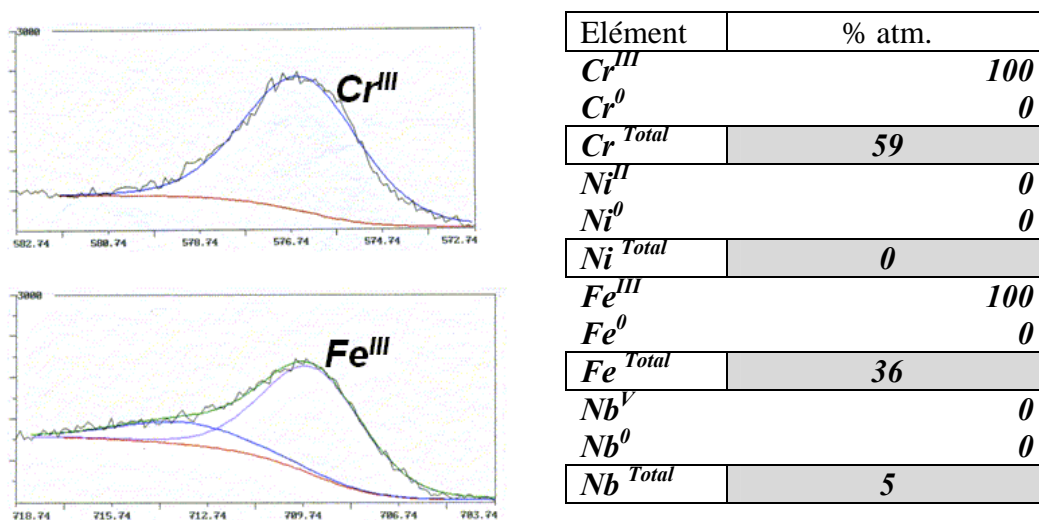 3000
Cr^III
582.74 580.74 578.74 576.74 574.74 572.74
3000
Fe^III
718.74 715.74 712.74 709.74 706.74 703.74
Elément % atm.
Cr^III 100
Cr^0 0
Cr^Total 59
Ni^II 0
Ni^0 0
Ni^Total 0
Fe^III 100
Fe^0 0
Fe^Total 36
Nb^V 0
Nb^0 0
Nb^Total 5